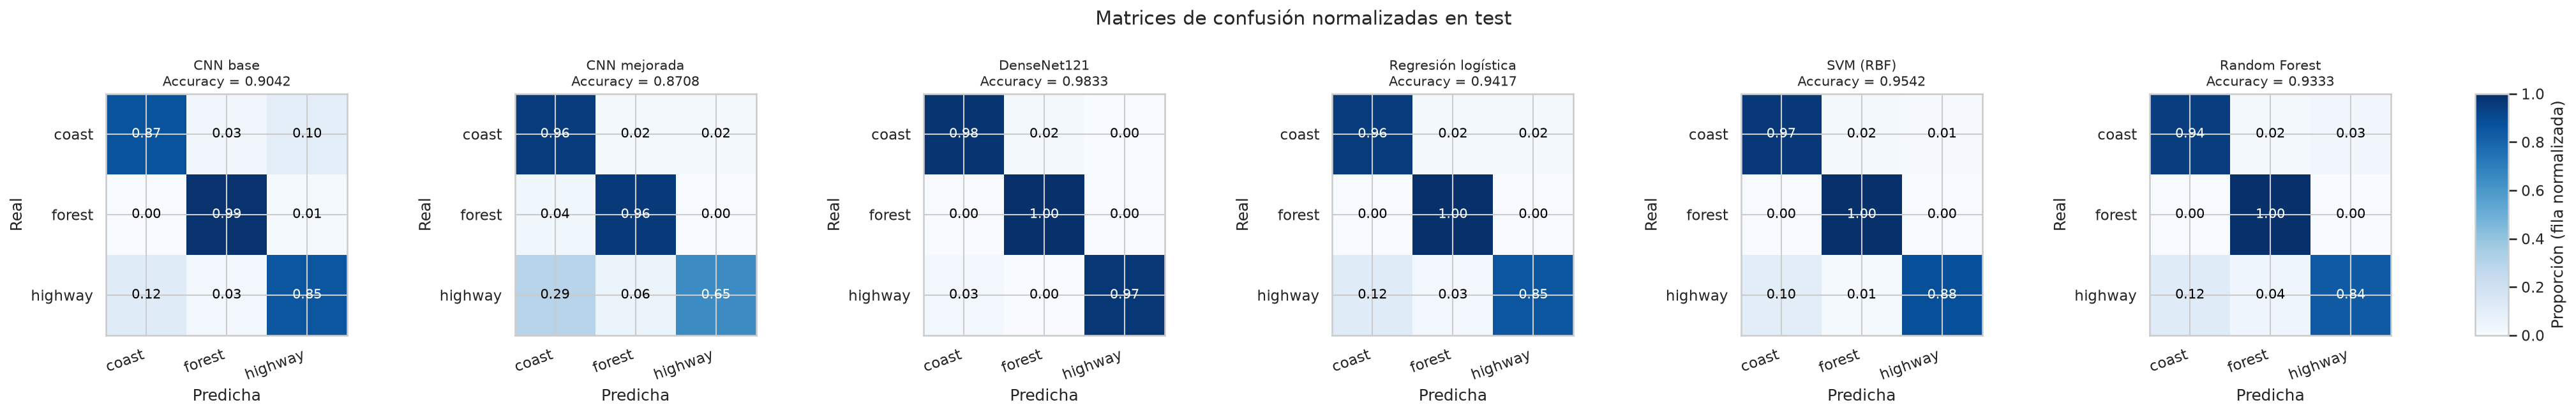 Matrices de confusión normalizadas en test
CNN base
Accuracy = 0.9042
Real
coast
0.87 0.03 0.10
forest
0.00 0.99 0.01
highway
0.12 0.03 0.85
coast forest highway
Predicha
CNN mejorada
Accuracy = 0.8708
Real
coast
0.96 0.02 0.02
forest
0.04 0.96 0.00
highway
0.29 0.06 0.65
coast forest highway
Predicha
DenseNet121
Accuracy = 0.9833
Real
coast
0.98 0.02 0.00
forest
0.00 1.00 0.00
highway
0.03 0.00 0.97
coast forest highway
Predicha
Regresión logística
Accuracy = 0.9417
Real
coast
0.96 0.02 0.02
forest
0.00 1.00 0.00
highway
0.12 0.03 0.85
coast forest highway
Predicha
SVM (RBF)
Accuracy = 0.9542
Real
coast
0.97 0.02 0.01
forest
0.00 1.00 0.00
highway
0.10 0.01 0.88
coast forest highway
Predicha
Random Forest
Accuracy = 0.9333
Real
coast
0.94 0.02 0.03
forest
0.00 1.00 0.00
highway
0.12 0.04 0.84
coast forest highway
Predicha
1.0
0.8
0.6
0.4
0.2
0.0
Proporción (fila normalizada)